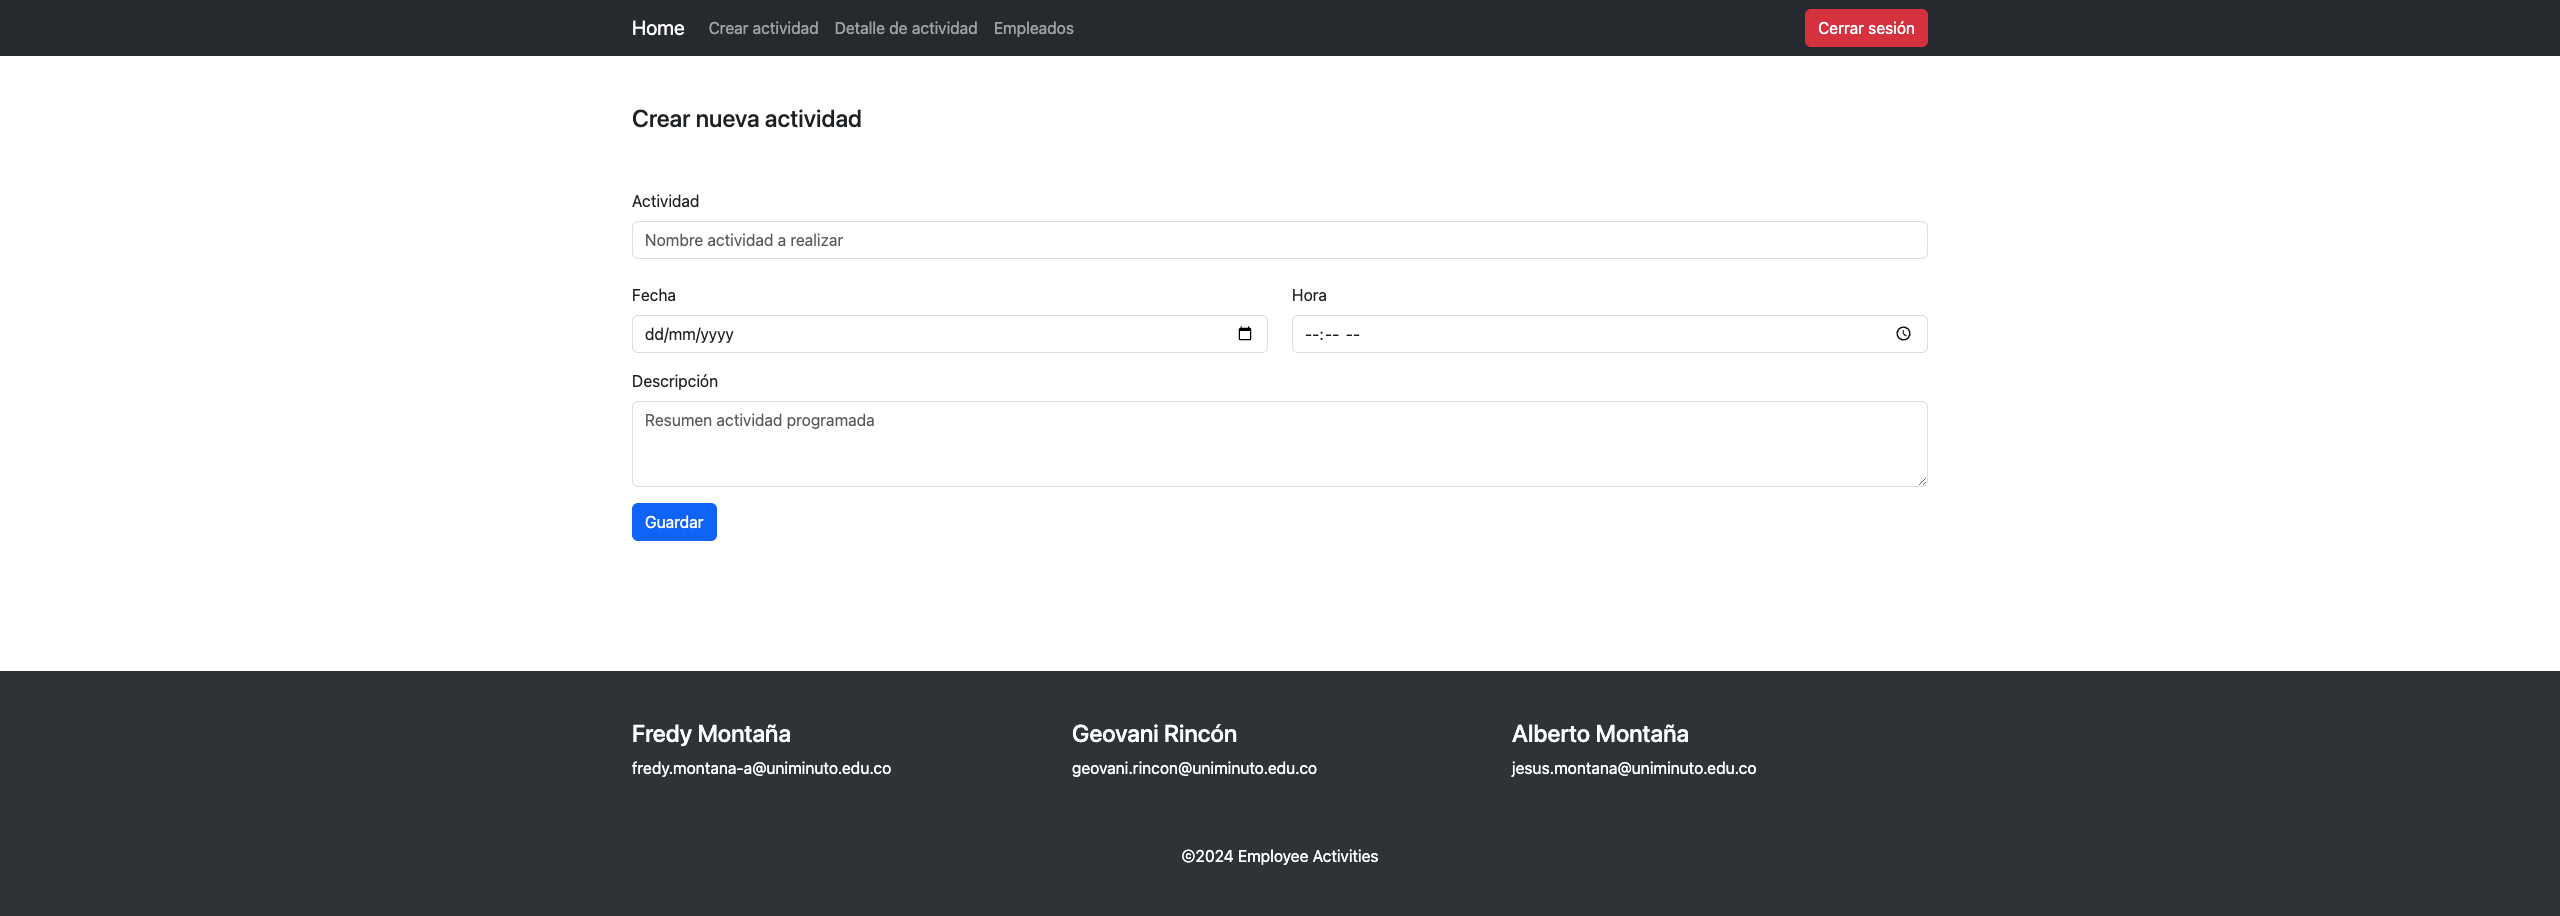 Home Crear actividad Detalle de actividad Empleados Cerrar sesión
Crear nueva actividad
Actividad
Nombre actividad a realizar
Fecha Hora
dd/mm/yyyy --:-- --
Descripción
Resumen actividad programada
Guardar
Fredy Montaña Geovani Rincón Alberto Montaña
fredy.montana-a@uniminuto.edu.co geovani.rincon@uniminuto.edu.co jesus.montana@uniminuto.edu.co
©2024 Employee Activities